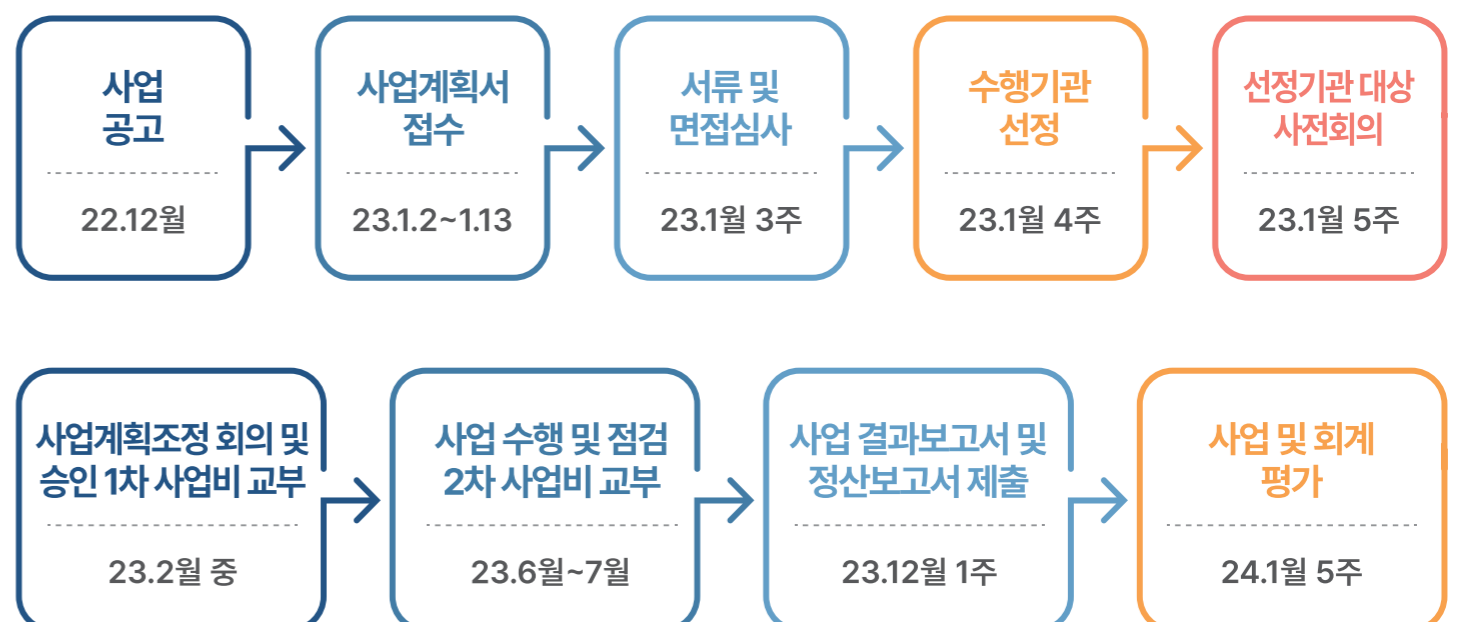 사업
공고
22.12월
사업계획서
접수
23.1.2~1.13
서류 및
면접심사
23.1월 3주
수행기관
선정
23.1월 4주
선정기관 대상
사전회의
23.1월 5주
사업계획조정 회의 및
승인 1차 사업비 교부
23.2월 중
사업 수행 및 점검
2차 사업비 교부
23.6월~7월
사업 결과보고서 및
정산보고서 제출
23.12월 1주
사업 및 회계
평가
24.1월 5주